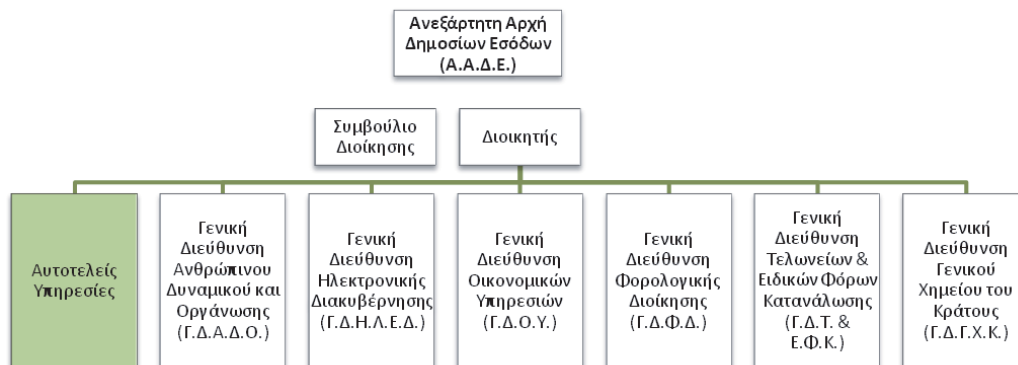 Ανεξάρτητη Αρχή
Δημοσίων Εσόδων
(Α.Α.Δ.Ε.)
Συμβούλιο
Διοίκησης
Διοικητής
Αυτοτελείς
Υπηρεσίες
Γενική
Διεύθυνση
Ανθρώπινου
Δυναμικού και
Οργάνωσης
(Γ.Δ.Α.Δ.Ο.)
Γενική
Διεύθυνση
Ηλεκτρονικής
Διακυβέρνησης
(Γ.Δ.Η.Λ.Ε.Δ.)
Γενική
Διεύθυνση
Οικονομικών
Υπηρεσιών
(Γ.Δ.Ο.Υ.)
Γενική
Διεύθυνση
Φορολογικής
Διοίκησης
(Γ.Δ.Φ.Δ.)
Γενική
Διεύθυνση
Τελωνείων &
Ειδικών Φόρων
Κατανάλωσης
(Γ.Δ.Τ. &
Ε.Φ.Κ.)
Γενική
Διεύθυνση
Γενικού
Χημείου του
Κράτους
(Γ.Δ.Γ.Χ.Κ.)